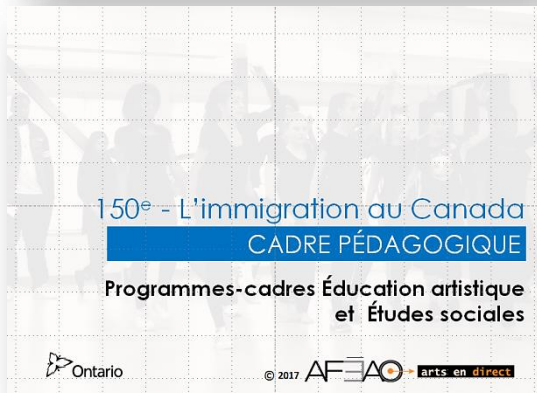 150e - L'immigration au Canada
CADRE PÉDAGOGIQUE
Programmes-cadres Éducation artistique
et Études sociales
Ontario
© 2017 AFÉAO arts en direct